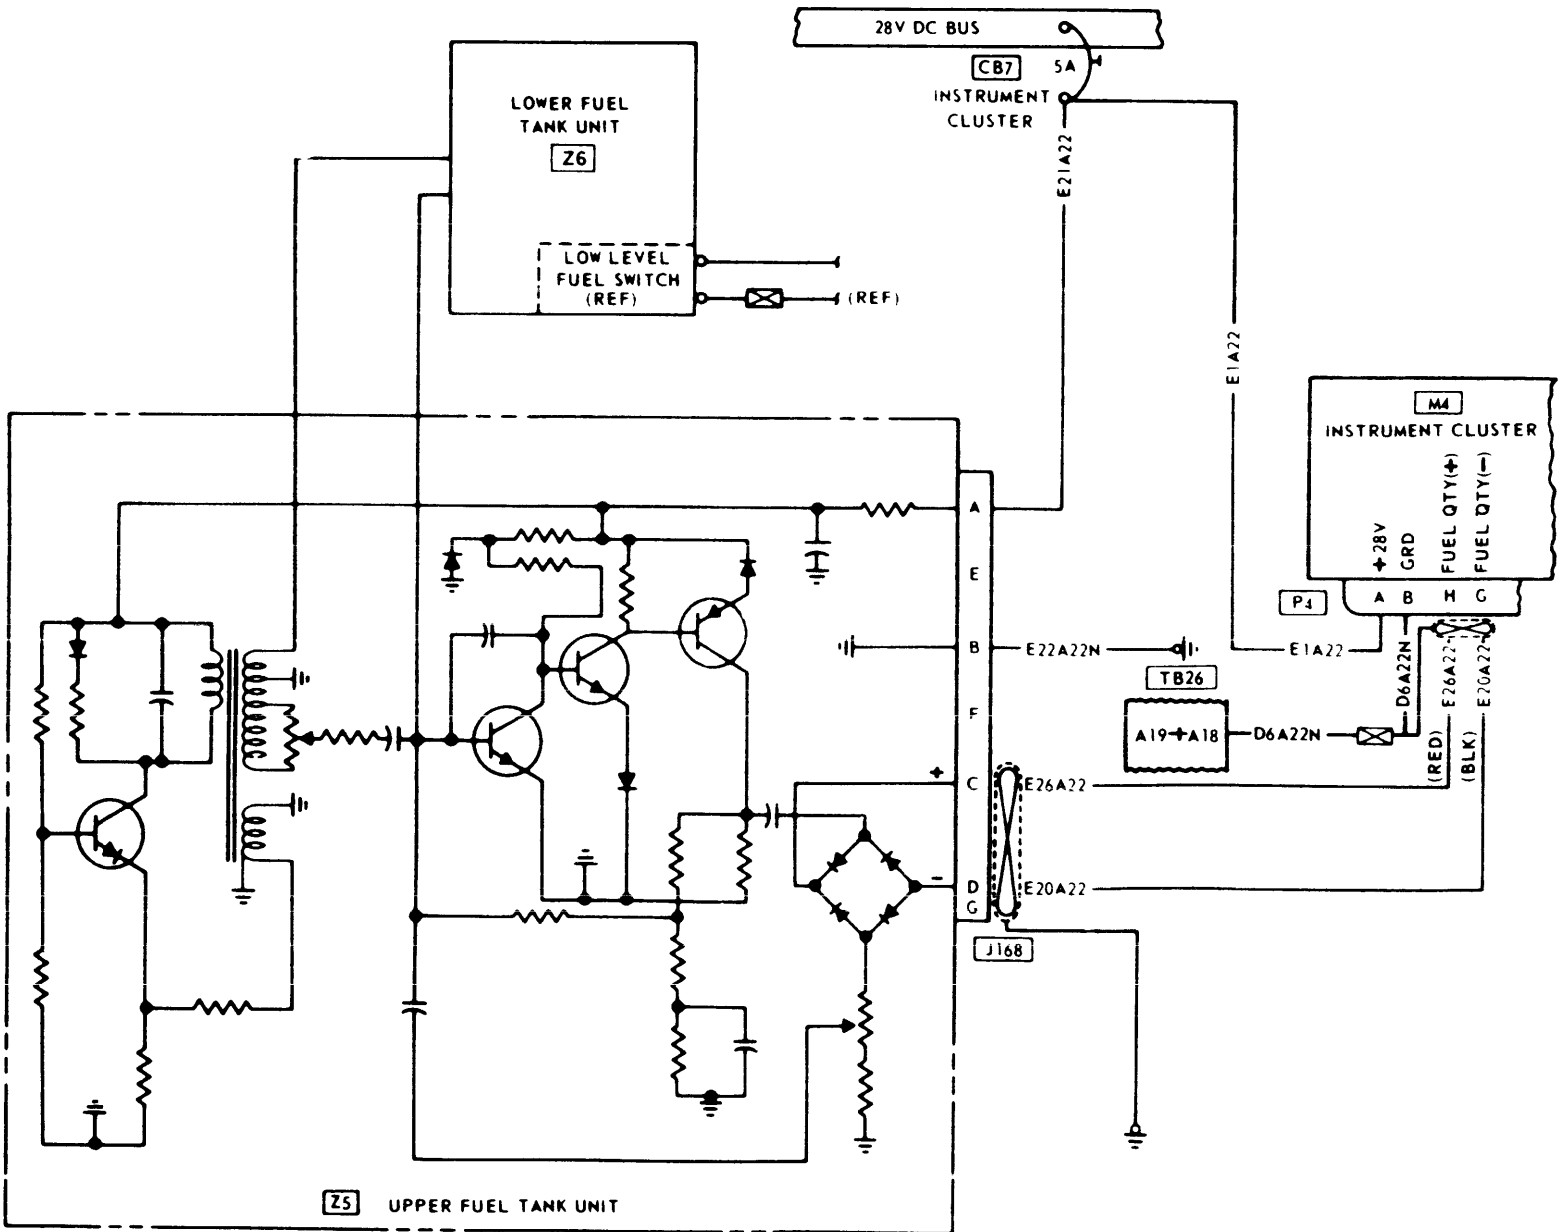 28V DC BUS
CB7
5A
INSTRUMENT
CLUSTER
LOWER FUEL
TANK UNIT
Z6
LOW LEVEL
FUEL SWITCH
(REF)
(REF)
E21A22
E1A22
M4
INSTRUMENT CLUSTER
+28V
GRD
FUEL QTY(+)
FUEL QTY(-)
P4
A
B
H
G
A
E
B
F
+ C
- D
G
E22A22N
TB26
E1A22
D6A22N
E26A22
E20A22
A19+A18
D6A22N
(RED)
(BLK)
E26A22
E20A22
J168
Z5
UPPER FUEL TANK UNIT